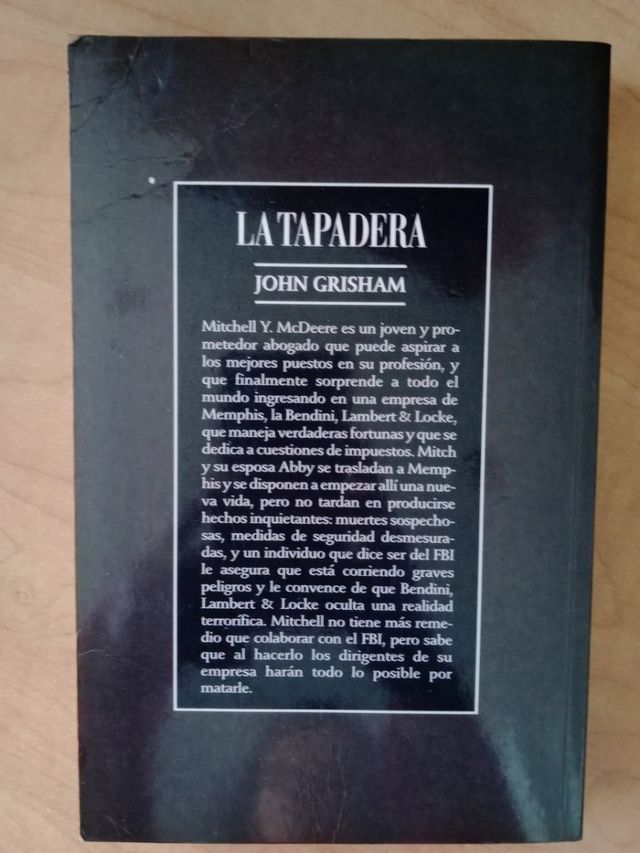 LA TAPADERA
JOHN GRISHAM
Mitchell Y. McDeere es un joven y pro-
metedor abogado que puede aspirar a
los mejores puestos en su profesión, y
que finalmente sorprende a todo el
mundo ingresando en una empresa de
Memphis, la Bendini, Lambert & Locke,
que maneja verdaderas fortunas y que se
dedica a cuestiones de impuestos. Mitch
y su esposa Abby se trasladan a Memp-
his y se disponen a empezar allí una nue-
va vida, pero no tardan en producirse
hechos inquietantes: muertes sospecho-
sas, medidas de seguridad desmesura-
das, y un individuo que dice ser del FBI
le asegura que está corriendo graves
peligros y le convence de que Bendini,
Lambert & Locke oculta una realidad
terrorífica. Mitchell no tiene más reme-
dio que colaborar con el FBI, pero sabe
que al hacerlo los dirigentes de su
empresa harán todo lo posible por
matarle.